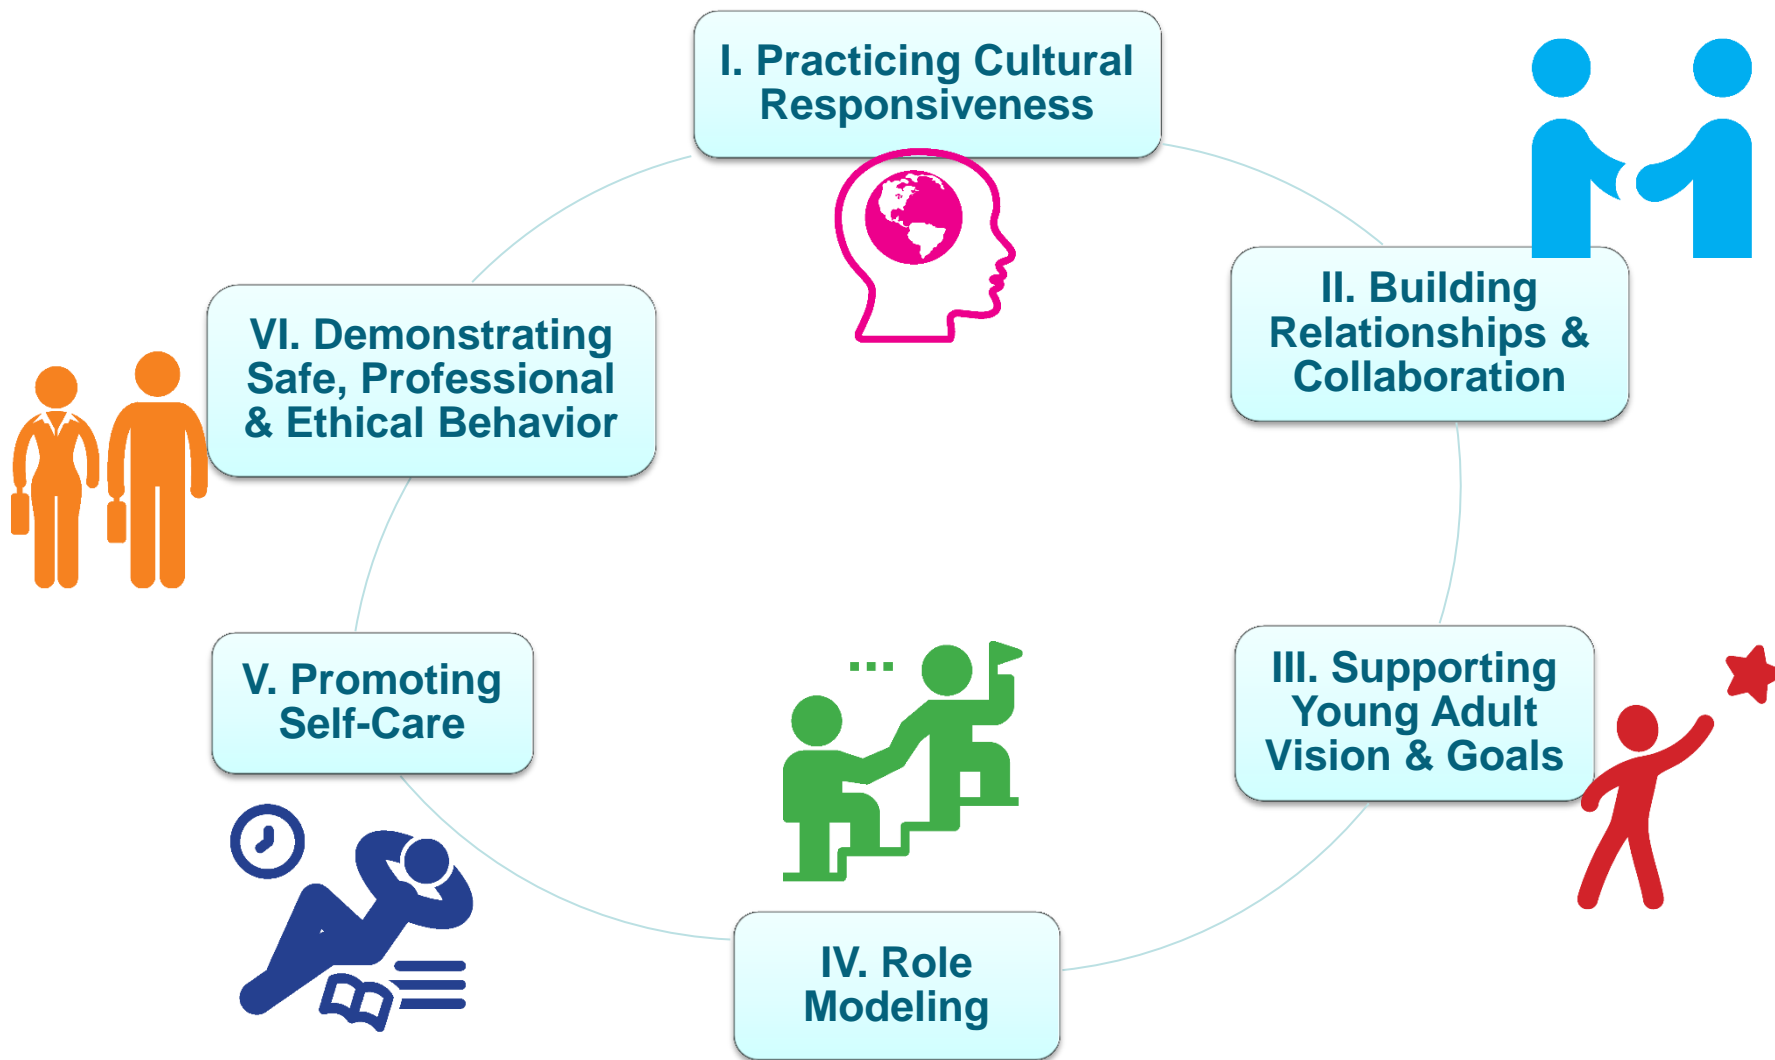 I. Practicing Cultural
Responsiveness
II. Building
Relationships &
Collaboration
III. Supporting
Young Adult
Vision & Goals
IV. Role
Modeling
V. Promoting
Self-Care
VI. Demonstrating
Safe, Professional
& Ethical Behavior